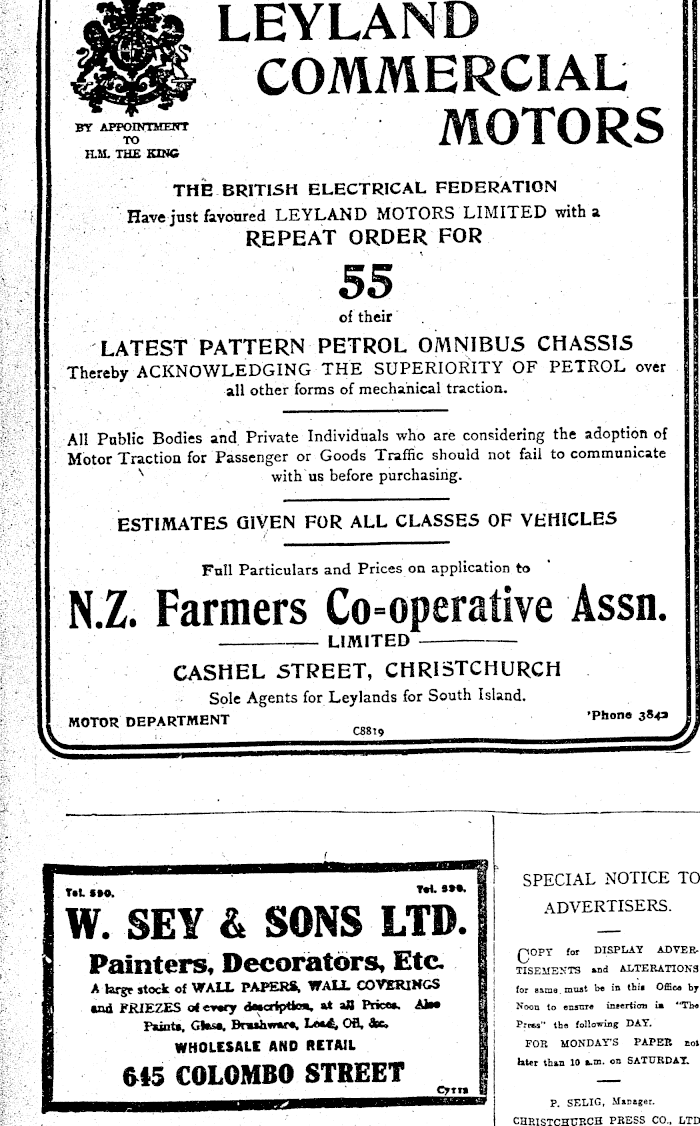 LEYLAND
COMMERCIAL
MOTORS
BY APPOINTMENT
TO
H.M. THE KING
THE BRITISH ELECTRICAL FEDERATION
Have just favoured LEYLAND MOTORS LIMITED with a
REPEAT ORDER FOR
55
of their
LATEST PATTERN PETROL OMNIBUS CHASSIS
Thereby ACKNOWLEDGING THE SUPERIORITY OF PETROL over
all other forms of mechanical traction.
All Public Bodies and Private Individuals who are considering the adoption of
Motor Traction for Passenger or Goods Traffic should not fail to communicate
with us before purchasing.
ESTIMATES GIVEN FOR ALL CLASSES OF VEHICLES
Full Particulars and Prices on application to
N.Z. Farmers Co=operative Assn.
LIMITED
CASHEL STREET, CHRISTCHURCH
Sole Agents for Leylands for South Island.
MOTOR DEPARTMENT
'Phone 3842
C8819
Tel. 590. Tel. 590.
W. SEY & SONS LTD.
Painters, Decorators, Etc.
A large stock of WALL PAPERS, WALL COVERINGS
and FRIEZES of every description, at all Prices. Also
Paints, Glass, Brushware, Lead, Oil, &c.
WHOLESALE AND RETAIL
645 COLOMBO STREET
SPECIAL NOTICE TO
ADVERTISERS.
COPY for DISPLAY ADVER-
TISEMENTS and ALTERATIONS
for same must be in this Office by
Noon to ensure insertion in "The
Press" the following DAY.
FOR MONDAY'S PAPER not
later than 10 a.m. on SATURDAY.
P. SELIG, Manager.
CHRISTCHURCH PRESS CO., LTD